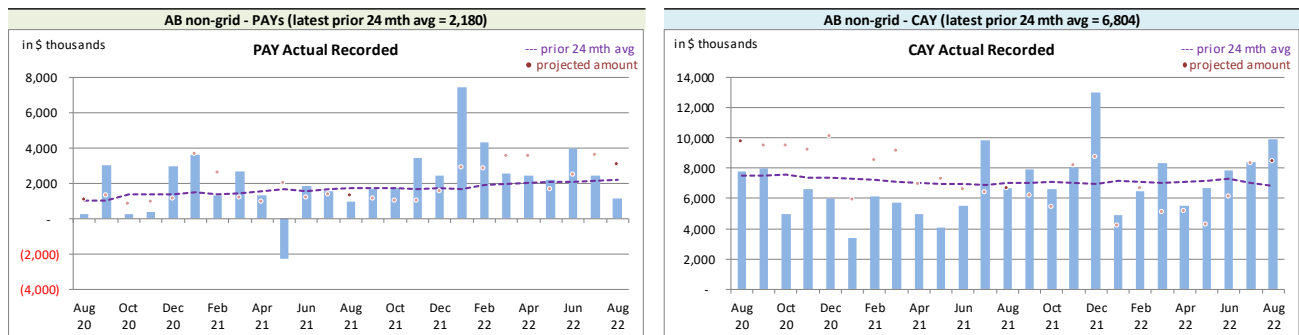 AB non-grid - PAYs (latest prior 24 mth avg = 2,180)
in $ thousands
PAY Actual Recorded
--- prior 24 mth avg
• projected amount
8,000
6,000
4,000
2,000
-
(2,000)
(4,000)
Aug Oct Dec Feb Apr Jun Aug Oct Dec Feb Apr Jun Aug
20 20 20 21 21 21 21 21 21 22 22 22 22
AB non-grid - CAY (latest prior 24 mth avg = 6,804)
in $ thousands
CAY Actual Recorded
--- prior 24 mth avg
• projected amount
14,000
12,000
10,000
8,000
6,000
4,000
2,000
-
Aug Oct Dec Feb Apr Jun Aug Oct Dec Feb Apr Jun Aug
20 20 20 21 21 21 21 21 21 22 22 22 22